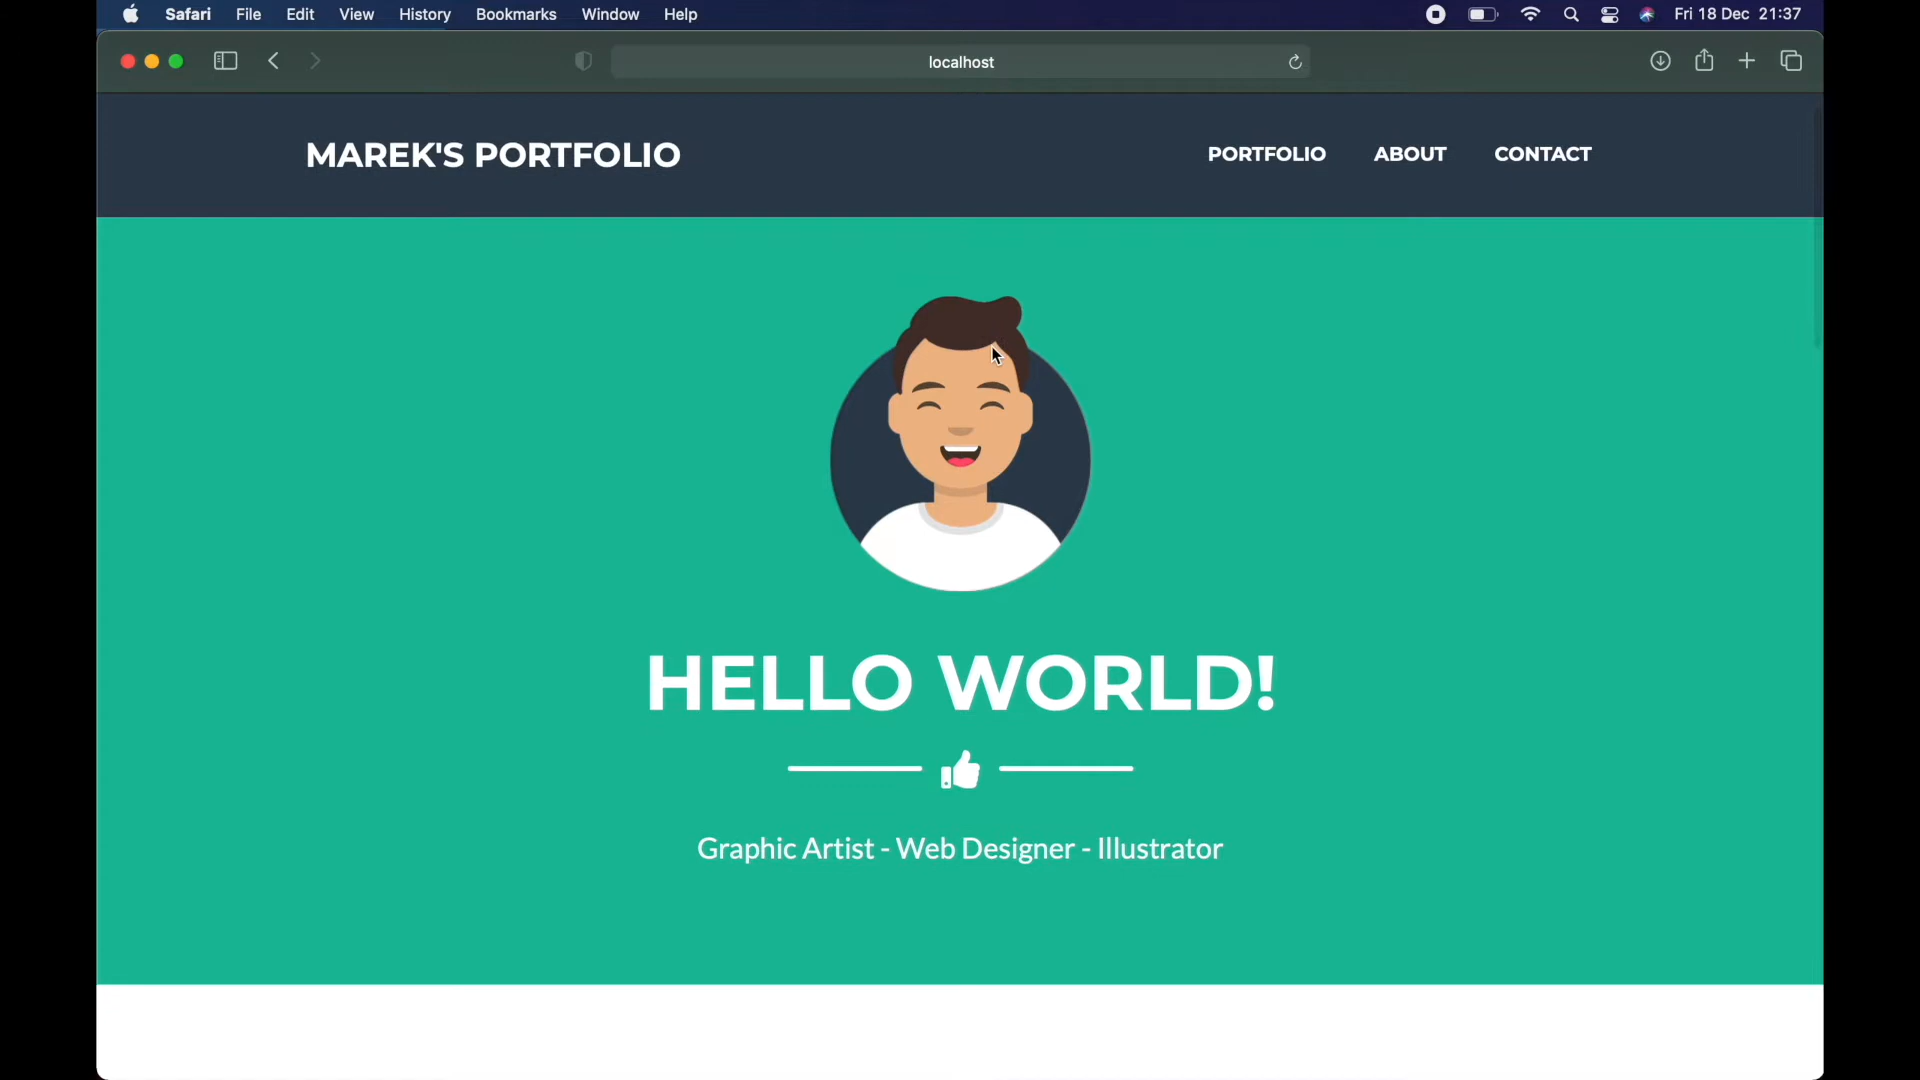 Safari File Edit View History Bookmarks Window Help Fri 18 Dec 21:37
localhost
MAREK'S PORTFOLIO PORTFOLIO ABOUT CONTACT
HELLO WORLD!
Graphic Artist - Web Designer - Illustrator